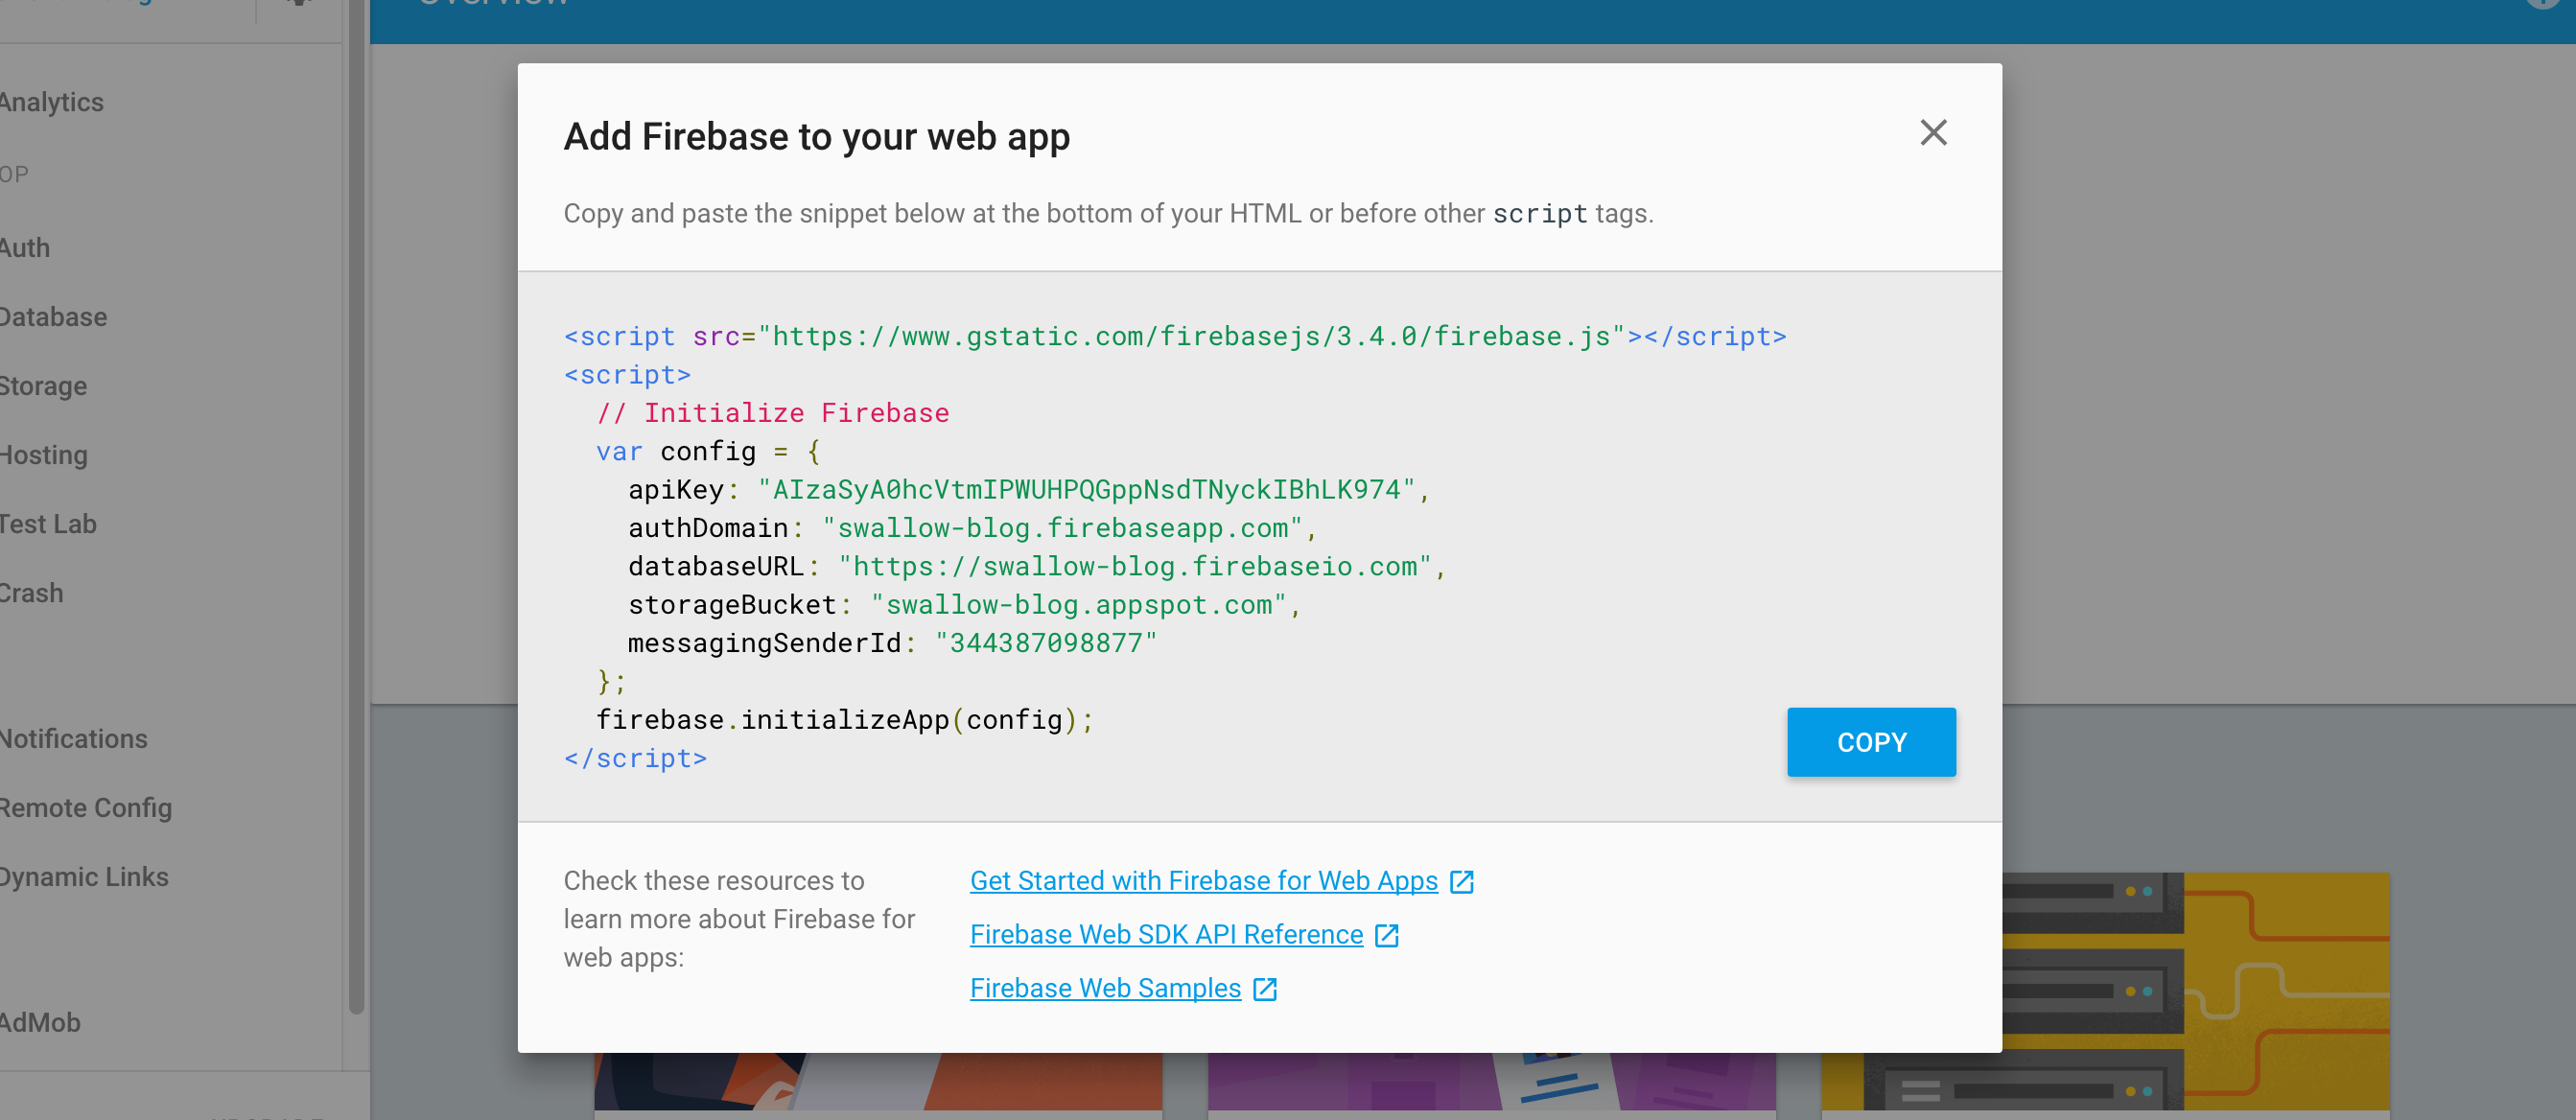 Overview
Analytics
OP
Auth
Database
Storage
Hosting
Test Lab
Crash
Notifications
Remote Config
Dynamic Links
AdMob
Add Firebase to your web app
Copy and paste the snippet below at the bottom of your HTML or before other script tags.
<script src="https://www.gstatic.com/firebasejs/3.4.0/firebase.js"></script>
<script>
// Initialize Firebase
var config = {
apiKey: "AIzaSyA0hcVtmIPWUHPQGppNsdTNyckIBhLK974",
authDomain: "swallow-blog.firebaseapp.com",
databaseURL: "https://swallow-blog.firebaseio.com",
storageBucket: "swallow-blog.appspot.com",
messagingSenderId: "344387098877"
};
firebase.initializeApp(config);
</script>
COPY
Check these resources to
learn more about Firebase for
web apps:
Get Started with Firebase for Web Apps
Firebase Web SDK API Reference
Firebase Web Samples